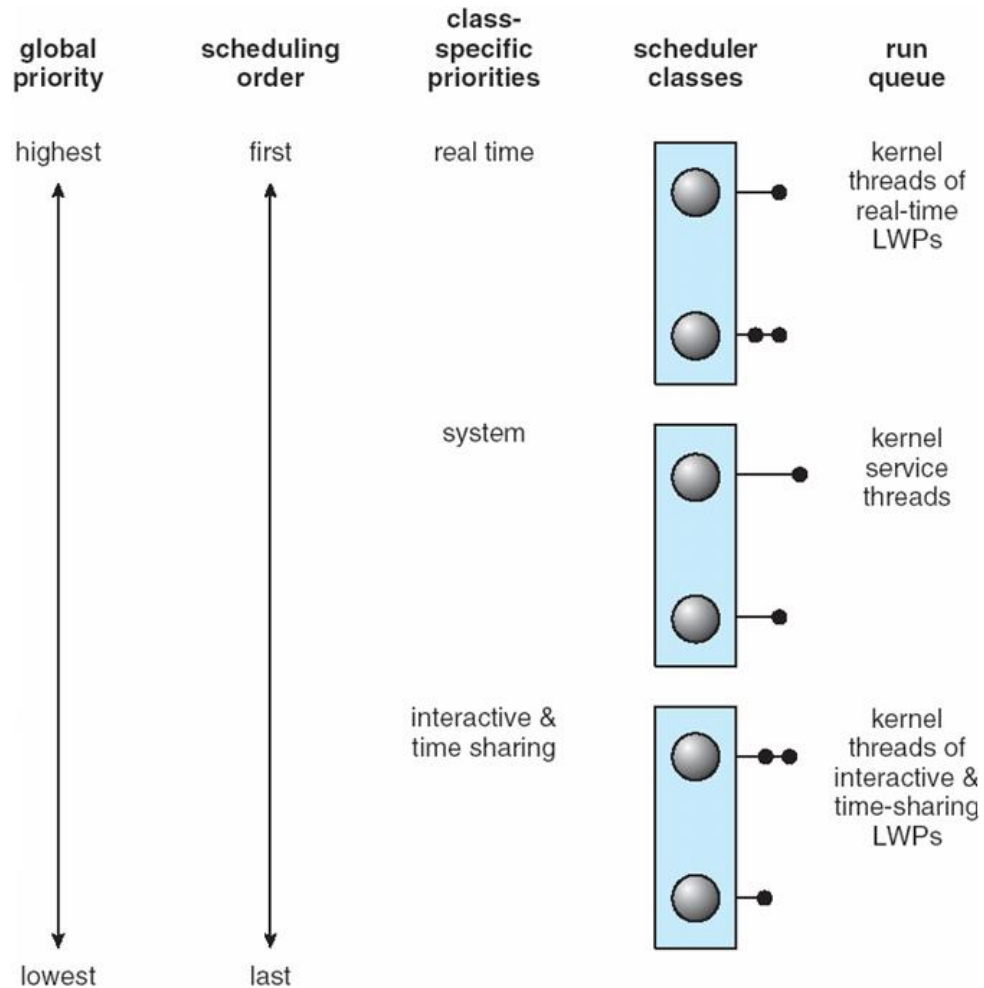 global
priority
scheduling
order
class-
specific
priorities
scheduler
classes
run
queue
highest
first
real time
kernel
threads of
real-time
LWPs
system
kernel
service
threads
interactive &
time sharing
kernel
threads of
interactive &
time-sharing
LWPs
lowest
last